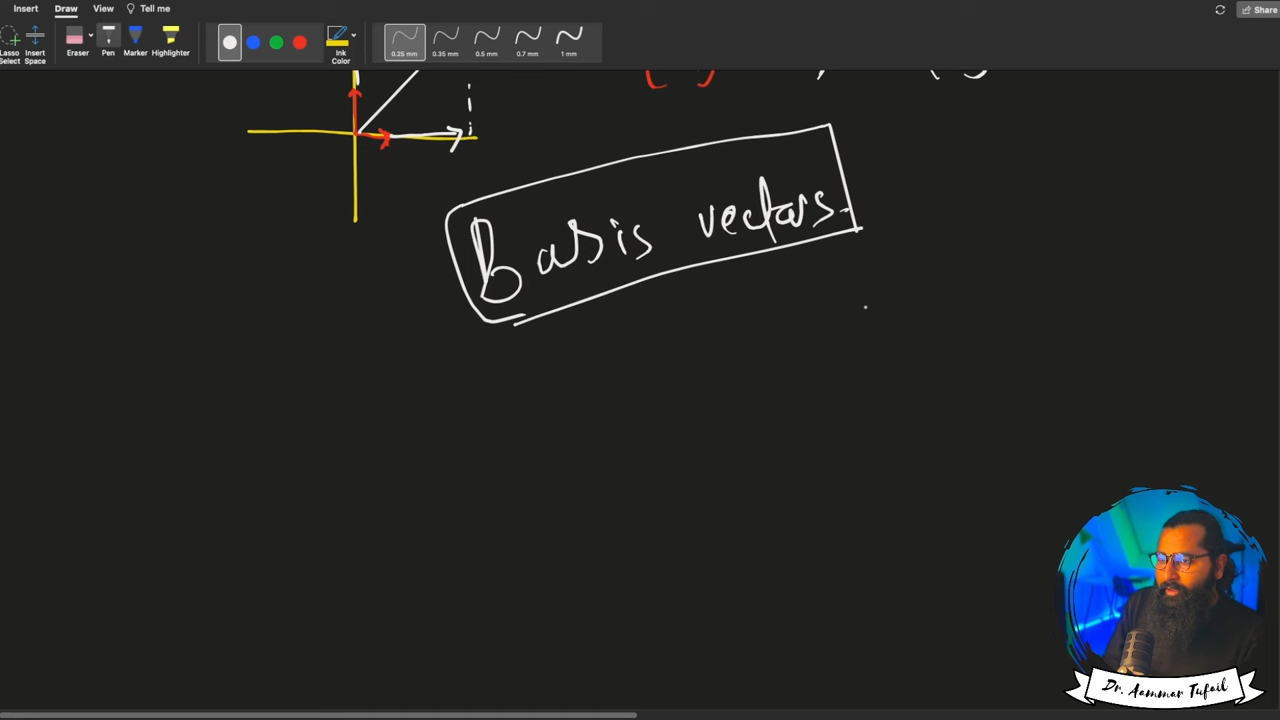 Insert Draw View Tell me
Share
Lasso Select
Insert Space
Eraser
Pen
Marker
Highlighter
Ink Color
0.25 mm 0.35 mm 0.5 mm 0.7 mm 1 mm
Basis vectors.
Dr. Aammar Tufail